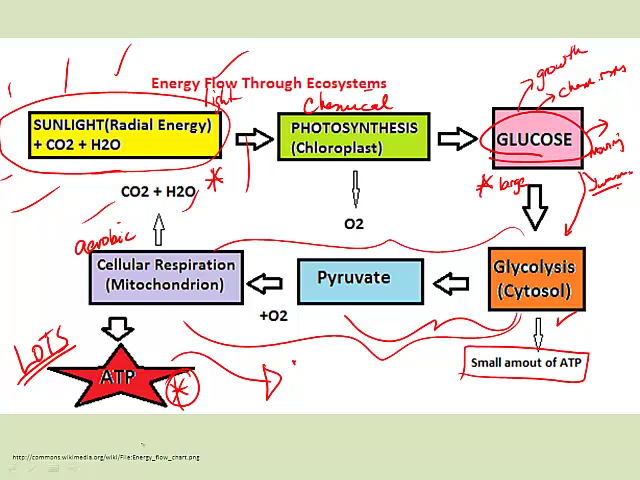 Energy Flow Through Ecosystems
light
Chemical
growth
SUNLIGHT(Radial Energy)
+ CO2 + H2O
PHOTOSYNTHESIS
(Chloroplast)
GLUCOSE
large
CO2 + H2O
O2
aerobic
Cellular Respiration
(Mitochondrion)
Pyruvate
Glycolysis
(Cytosol)
+O2
LOTS
ATP
Small amout of ATP
http://commons.wikimedia.org/wiki/File:Energy_flow_chart.png